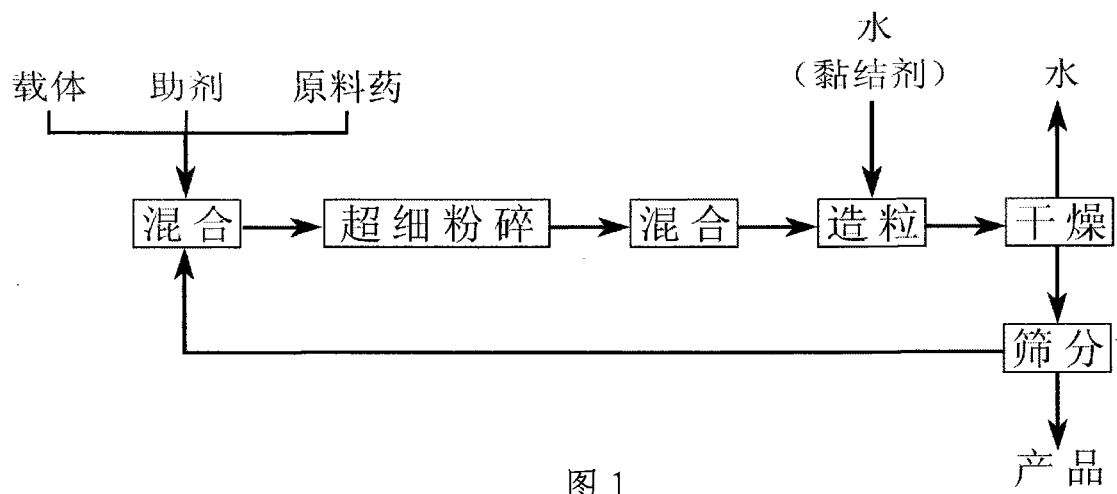 水
载体 助剂 原料药 （黏结剂） 水
混合 超细粉碎 混合 造粒 干燥
筛分
产品
图1